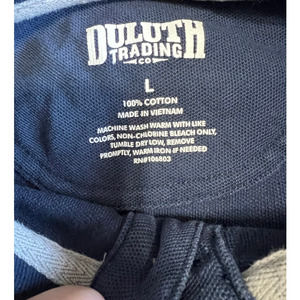 DULUTH
TRADING
CO
L
100% COTTON
MADE IN VIETNAM
MACHINE WASH WARM WITH LIKE
COLORS, NON-CHLORINE BLEACH ONLY,
TUMBLE DRY LOW, REMOVE
PROMPTLY, WARM IRON IF NEEDED
RN#106803